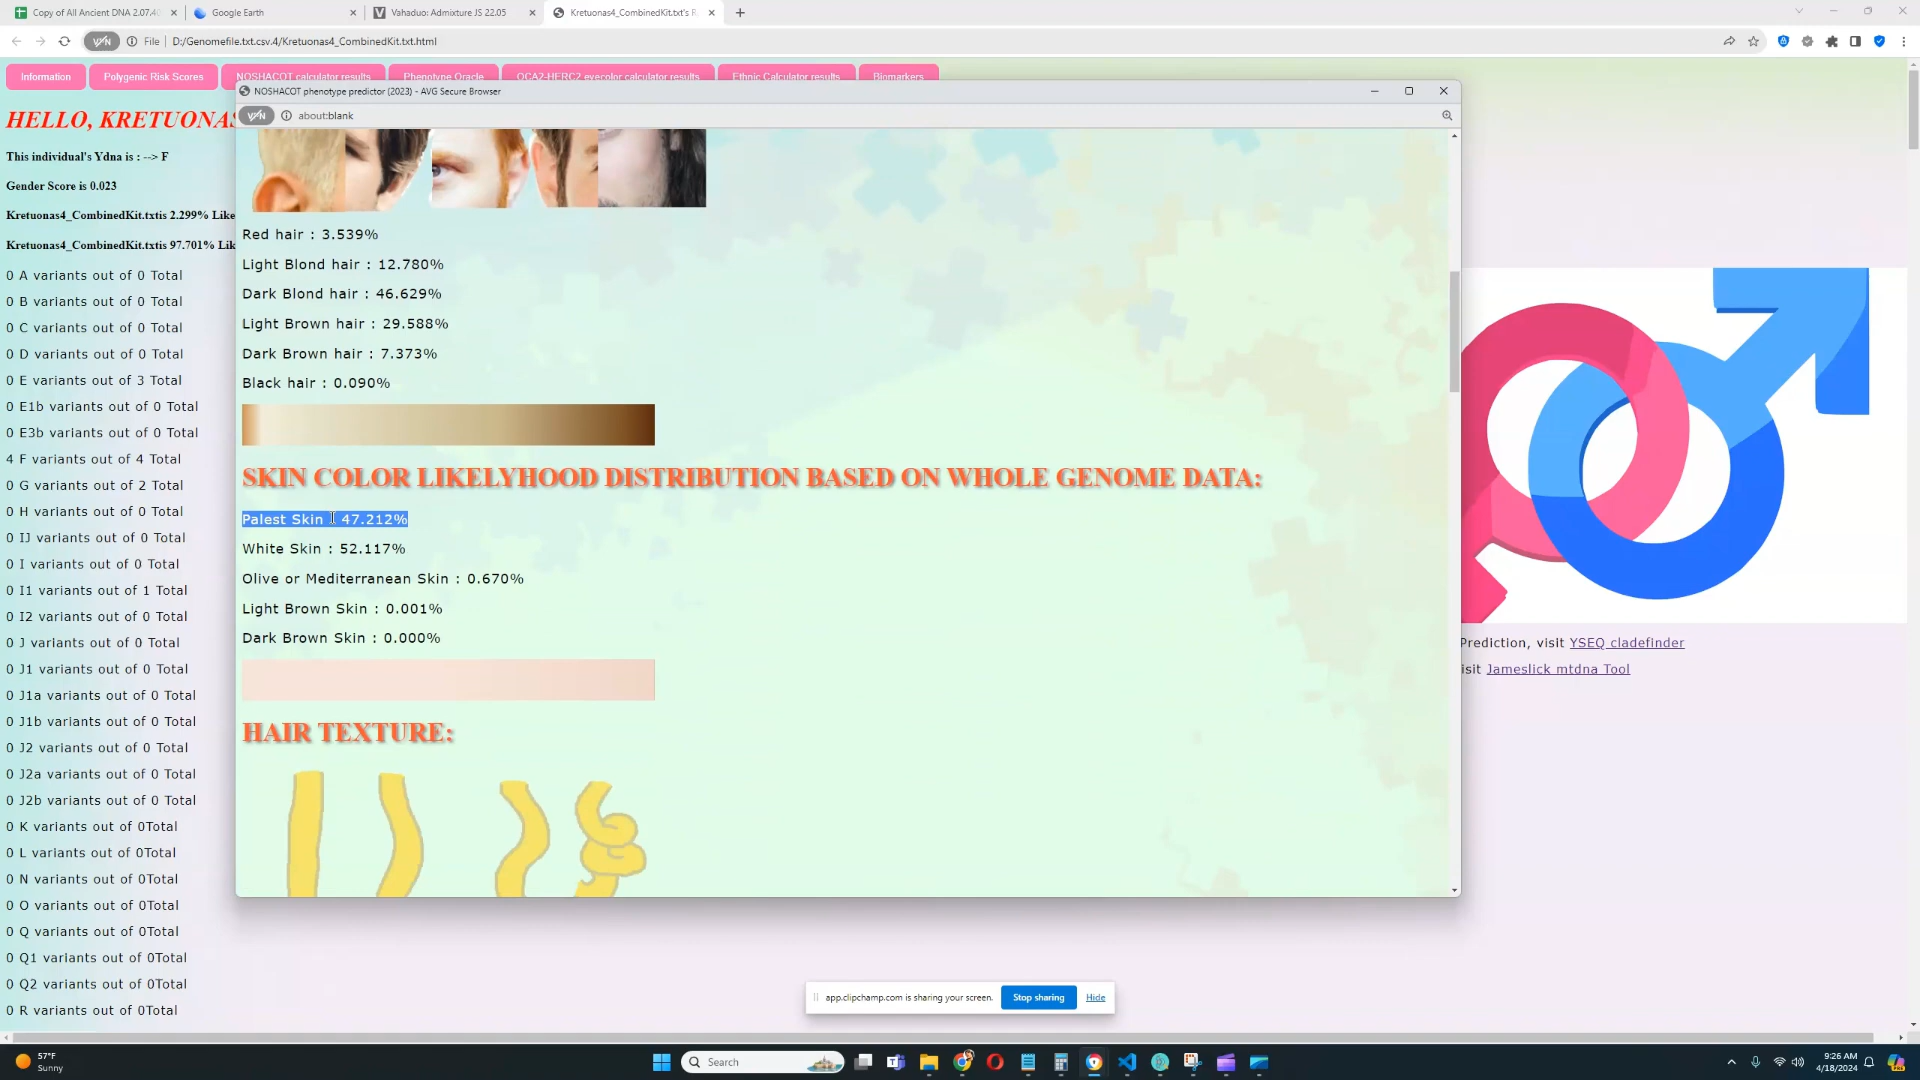 Copy of All Ancient DNA 2.07.40
Google Earth
Vahaduo: Admixture JS 22.05
Kretuonas4_CombinedKit.txt's R
VPN
File
D:/Genomefile.txt.csv.4/Kretuonas4_CombinedKit.txt.html
Information
Polygenic Risk Scores
NOSHACOT calculator results
Phenotype Oracle
OCA2-HERC2 eyecolor calculator results
Ethnic Calculator results
Biomarkers
NOSHACOT phenotype predictor (2023) - AVG Secure Browser
VPN
about:blank
HELLO, KRETUONAS
This individual's Ydna is : --> F
Gender Score is 0.023
Kretuonas4_CombinedKit.txtis 2.299% Like
Kretuonas4_CombinedKit.txtis 97.701% Lik
0 A variants out of 0 Total
0 B variants out of 0 Total
0 C variants out of 0 Total
0 D variants out of 0 Total
0 E variants out of 3 Total
0 E1b variants out of 0 Total
0 E3b variants out of 0 Total
4 F variants out of 4 Total
0 G variants out of 2 Total
0 H variants out of 0 Total
0 IJ variants out of 0 Total
0 I variants out of 0 Total
0 I1 variants out of 1 Total
0 I2 variants out of 0 Total
0 J variants out of 0 Total
0 J1 variants out of 0 Total
0 J1a variants out of 0 Total
0 J1b variants out of 0 Total
0 J2 variants out of 0 Total
0 J2a variants out of 0 Total
0 J2b variants out of 0 Total
0 K variants out of 0Total
0 L variants out of 0Total
0 N variants out of 0Total
0 O variants out of 0Total
0 Q variants out of 0Total
0 Q1 variants out of 0Total
0 Q2 variants out of 0Total
0 R variants out of 0Total
Red hair : 3.539%
Light Blond hair : 12.780%
Dark Blond hair : 46.629%
Light Brown hair : 29.588%
Dark Brown hair : 7.373%
Black hair : 0.090%
SKIN COLOR LIKELYHOOD DISTRIBUTION BASED ON WHOLE GENOME DATA:
Palest Skin : 47.212%
White Skin : 52.117%
Olive or Mediterranean Skin : 0.670%
Light Brown Skin : 0.001%
Dark Brown Skin : 0.000%
HAIR TEXTURE:
Prediction, visit YSEQ cladefinder
isit Jameslick mtdna Tool
app.clipchamp.com is sharing your screen.
Stop sharing
Hide
57°F
Sunny
Search
9:26 AM
4/18/2024